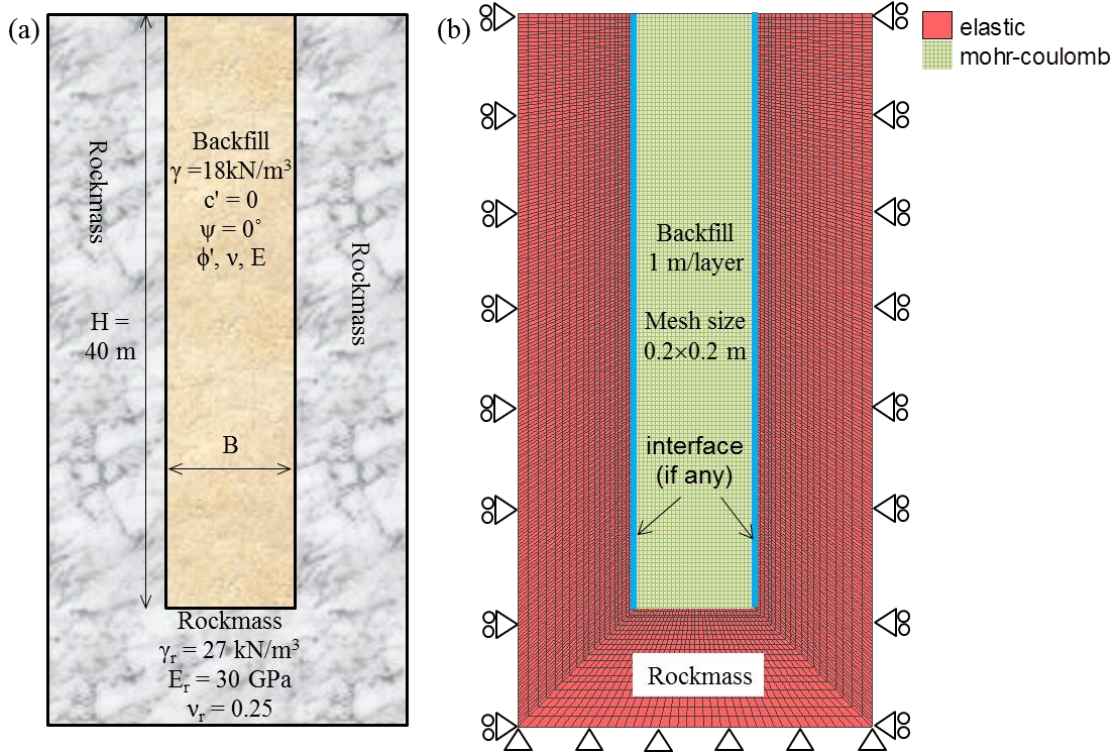 (a)
Rockmass
Backfill
γ =18kN/m³
c' = 0
ψ = 0°
ϕ', ν, E
Rockmass
H =
40 m
B
Rockmass
γr = 27 kN/m³
Er = 30 GPa
νr = 0.25
(b)
elastic
mohr-coulomb
Backfill
1 m/layer
Mesh size
0.2×0.2 m
interface
(if any)
Rockmass